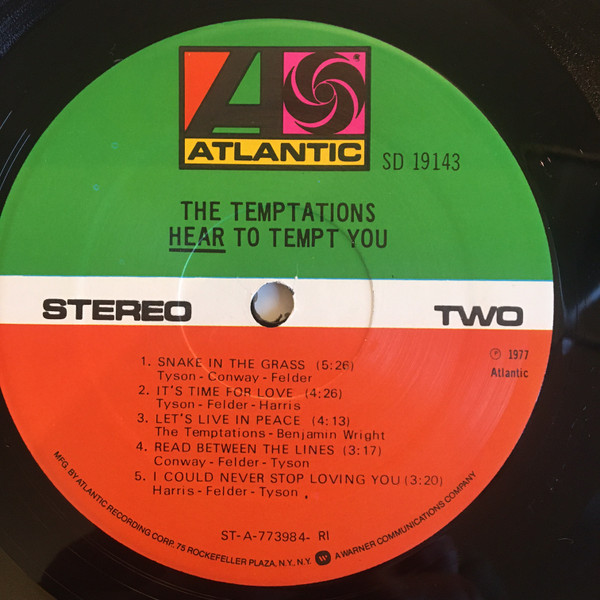 A
ATLANTIC
SD 19143
THE TEMPTATIONS
HEAR TO TEMPT YOU
STEREO
TWO
℗ 1977
Atlantic
1. SNAKE IN THE GRASS (5:26)
Tyson - Conway - Felder
2. IT'S TIME FOR LOVE (4:26)
Tyson - Felder - Harris
3. LET'S LIVE IN PEACE (4:13)
The Temptations - Benjamin Wright
4. READ BETWEEN THE LINES (3:17)
Conway - Felder - Tyson
5. I COULD NEVER STOP LOVING YOU (3:20)
Harris - Felder - Tyson
ST-A-773984- RI
MFG. BY ATLANTIC RECORDING CORP. 75 ROCKEFELLER PLAZA, N.Y. N.Y. W A WARNER COMMUNICATIONS COMPANY